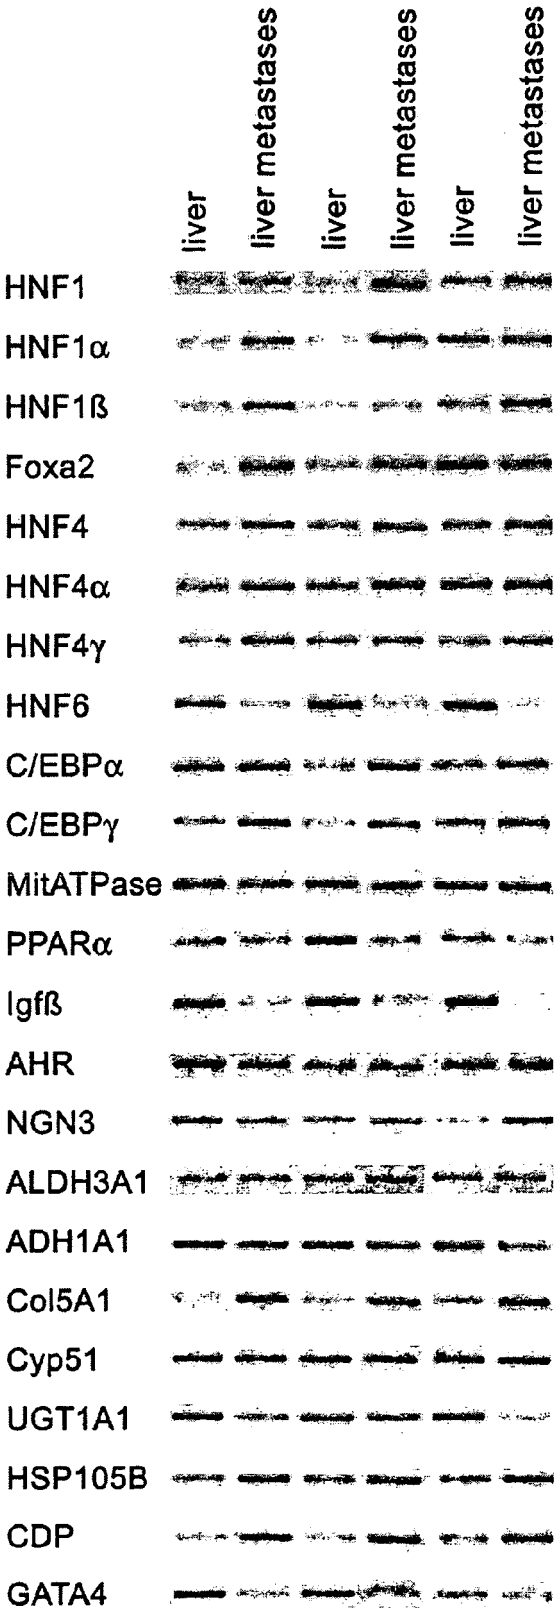 liver
liver metastases
liver
liver metastases
liver
liver metastases
HNF1
HNF1α
HNF1ß
Foxa2
HNF4
HNF4α
HNF4γ
HNF6
C/EBPα
C/EBPγ
MitATPase
PPARα
Igfß
AHR
NGN3
ALDH3A1
ADH1A1
Col5A1
Cyp51
UGT1A1
HSP105B
CDP
GATA4